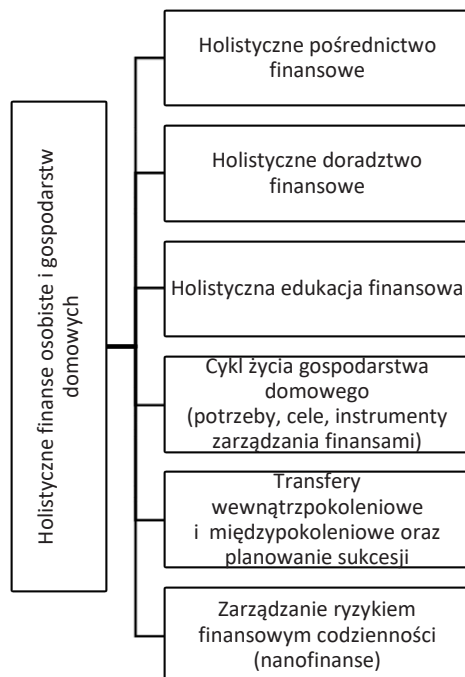 Holistyczne finanse osobiste i gospodarstw
domowych
Holistyczne pośrednictwo
finansowe
Holistyczne doradztwo
finansowe
Holistyczna edukacja finansowa
Cykl życia gospodarstwa
domowego
(potrzeby, cele, instrumenty
zarządzania finansami)
Transfery
wewnątrzpokoleniowe
i międzypokoleniowe oraz
planowanie sukcesji
Zarządzanie ryzykiem
finansowym codzienności
(nanofinanse)